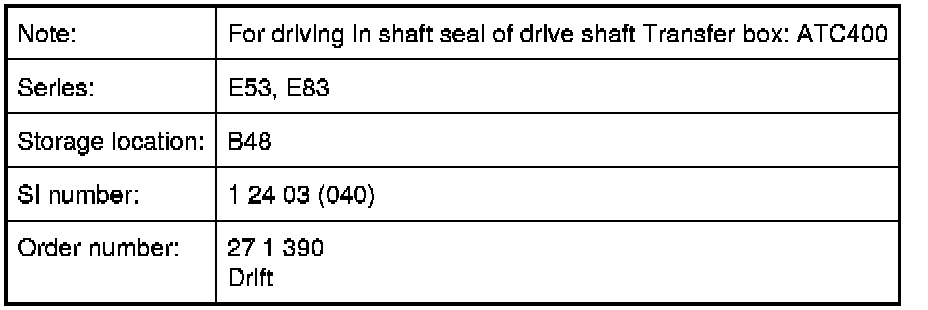 Note: For driving in shaft seal of drive shaft Transfer box: ATC400
Series: E53, E83
Storage location: B48
SI number: 1 24 03 (040)
Order number: 27 1 390
Drift